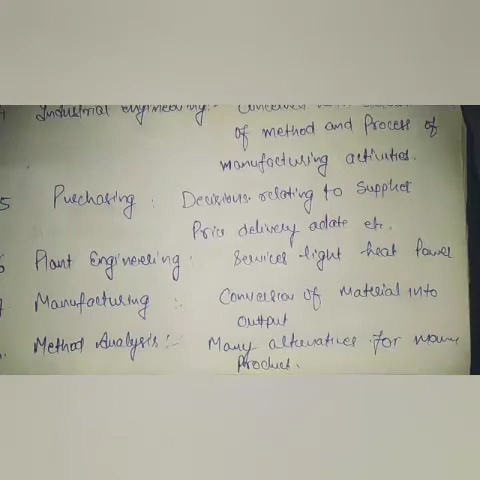 Industrial engineering :- Concerned
of method and Process of
manufacturing activities.
5 Purchasing : Decisions relating to Supplier
Price delivery adate etc.
6 Plant Engineering : Services light heat Power
7 Manufacturing : Conversion of Material into
output
Method Analysis :- Many alternatives for many
Product.